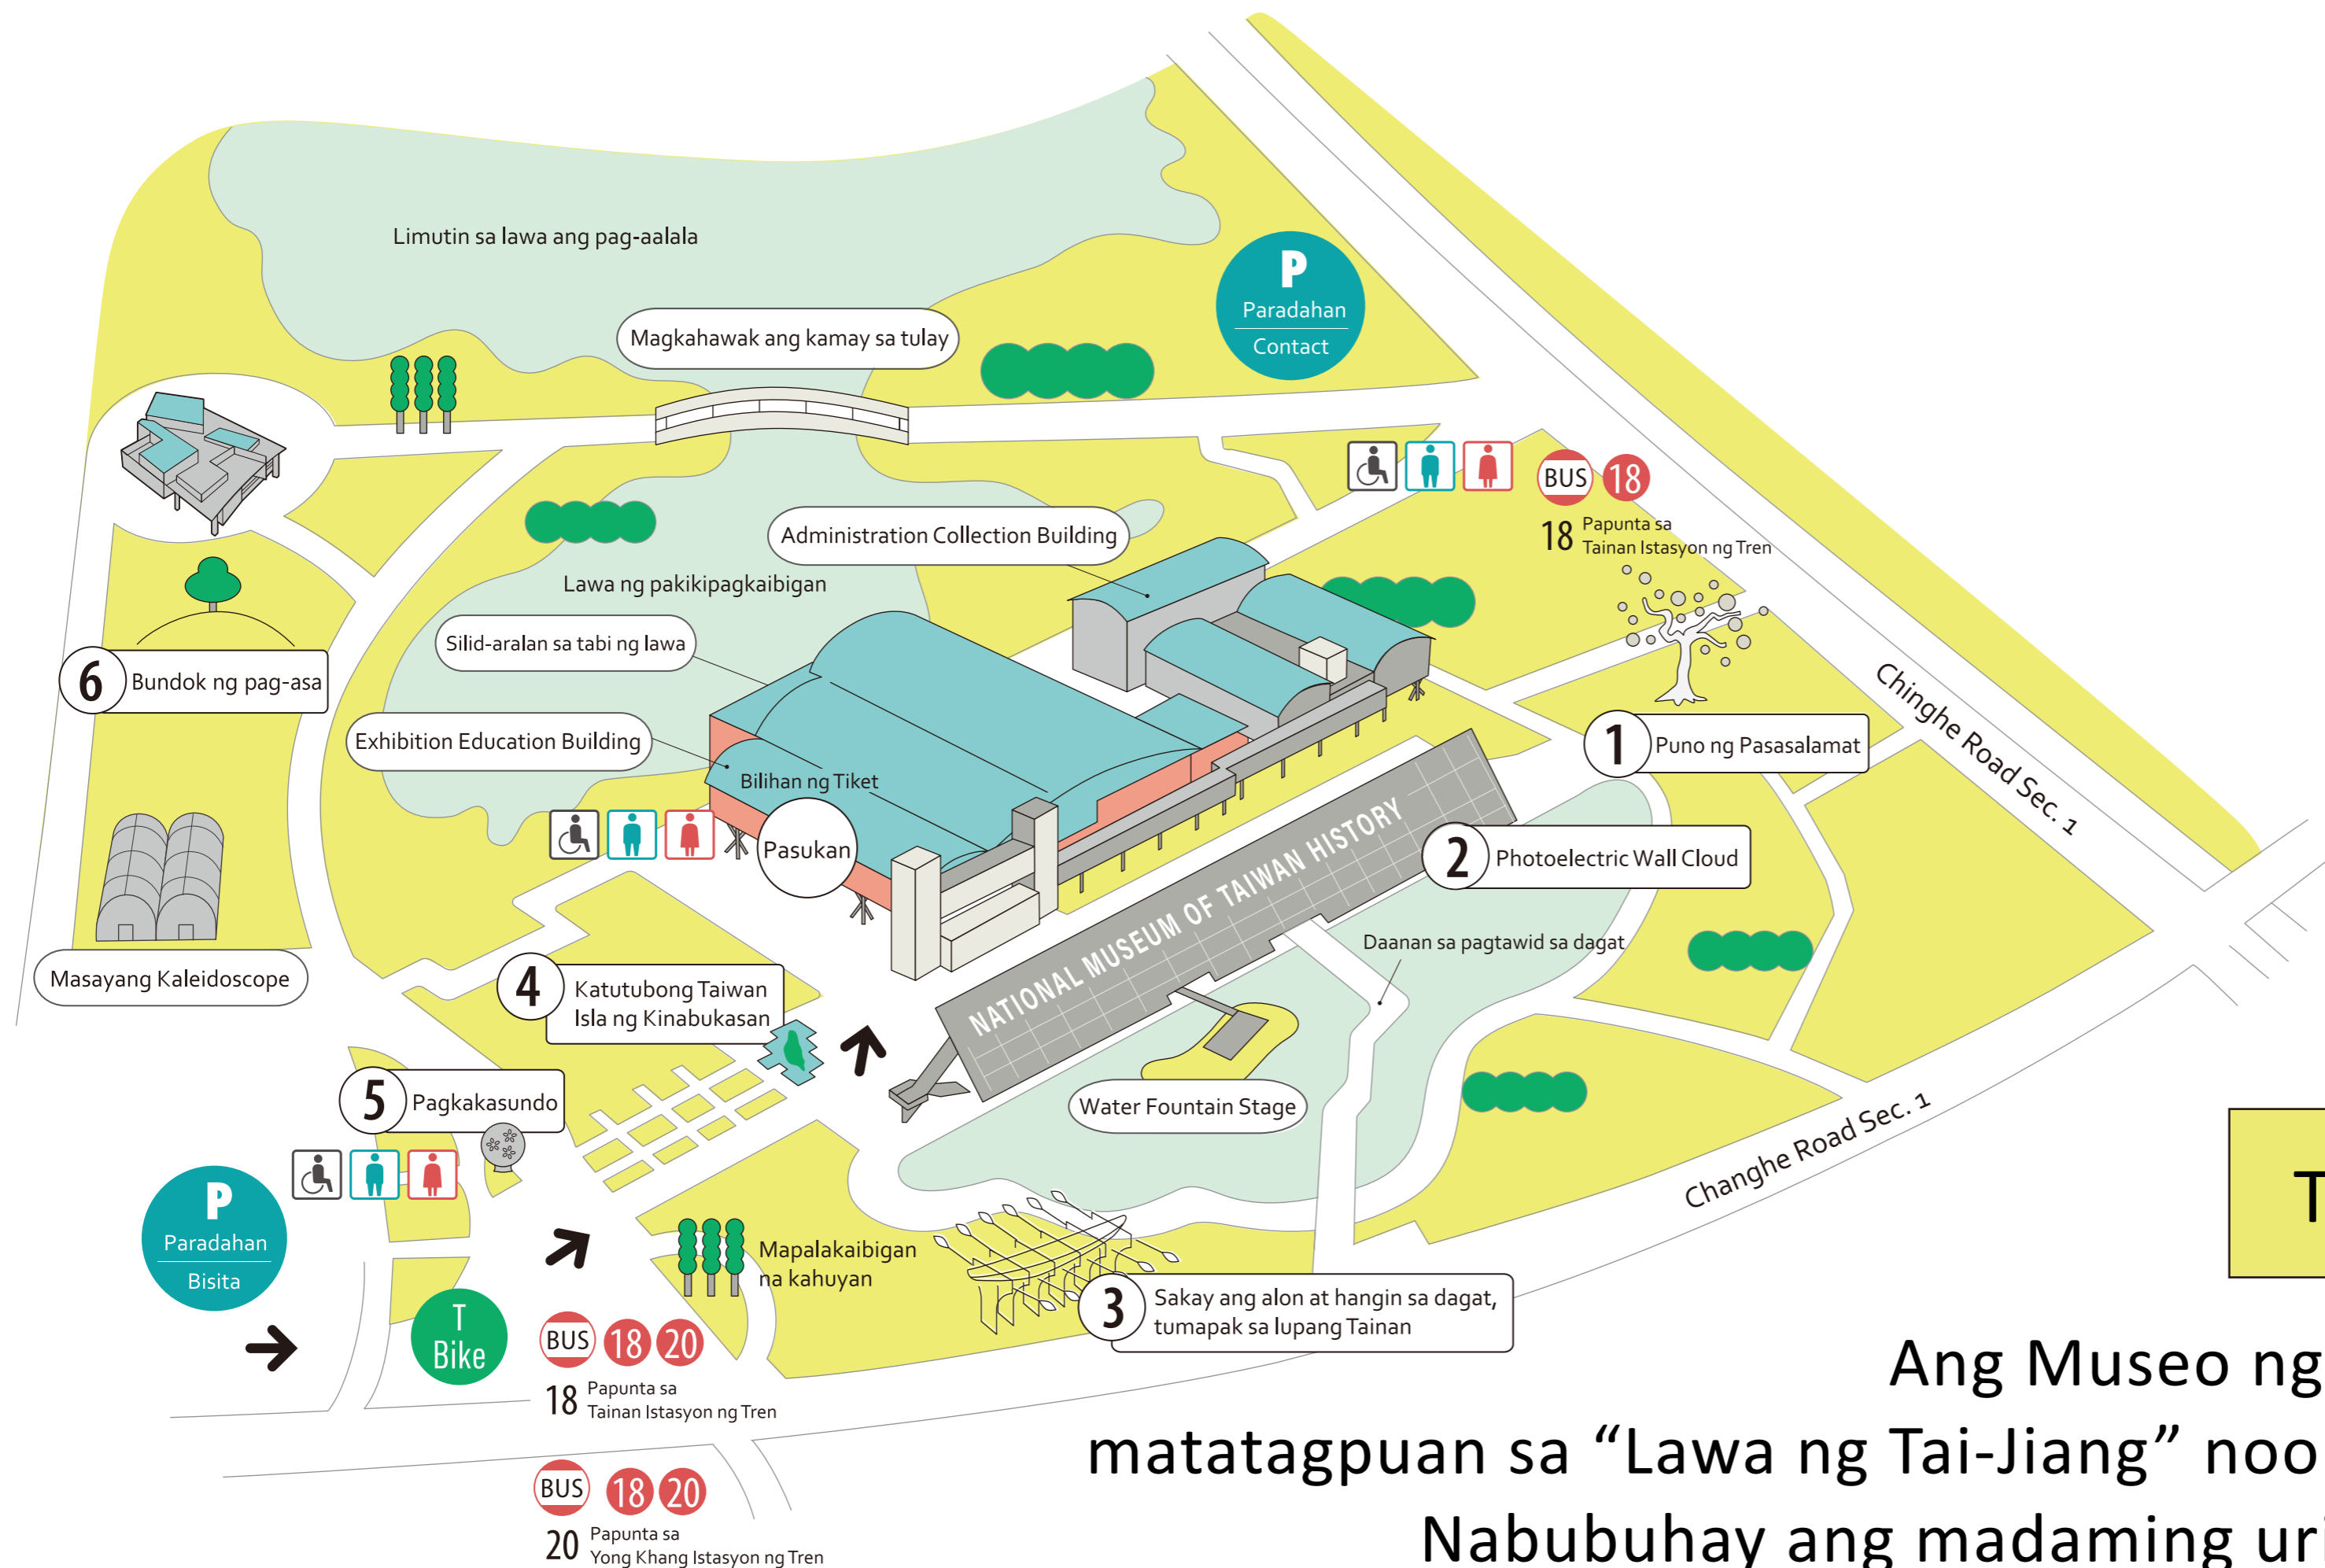 Limutin sa lawa ang pag-aalala
P
Paradahan
Contact
Magkahawak ang kamay sa tulay
BUS 18
18 Papunta sa
Tainan Istasyon ng Tren
Administration Collection Building
Lawa ng pakikipagkaibigan
Silid-aralan sa tabi ng lawa
6 Bundok ng pag-asa
Exhibition Education Building
Bilihan ng Tiket
Pasukan
1 Puno ng Pasasalamat
Chinghe Road Sec. 1
2 Photoelectric Wall Cloud
NATIONAL MUSEUM OF TAIWAN HISTORY
Daanan sa pagtawid sa dagat
Masayang Kaleidoscope
4 Katutubong Taiwan
Isla ng Kinabukasan
5 Pagkakasundo
Water Fountain Stage
Changhe Road Sec. 1
P
Paradahan
Bisita
Mapalakaibigan
na kahuyan
3 Sakay ang alon at hangin sa dagat,
tumapak sa lupang Tainan
T
Bike
BUS 18 20
18 Papunta sa
Tainan Istasyon ng Tren
BUS 18 20
20 Papunta sa
Yong Khang Istasyon ng Tren
T
Ang Museo ng
matatagpuan sa “Lawa ng Tai-Jiang” noo
Nabubuhay ang madaming uri